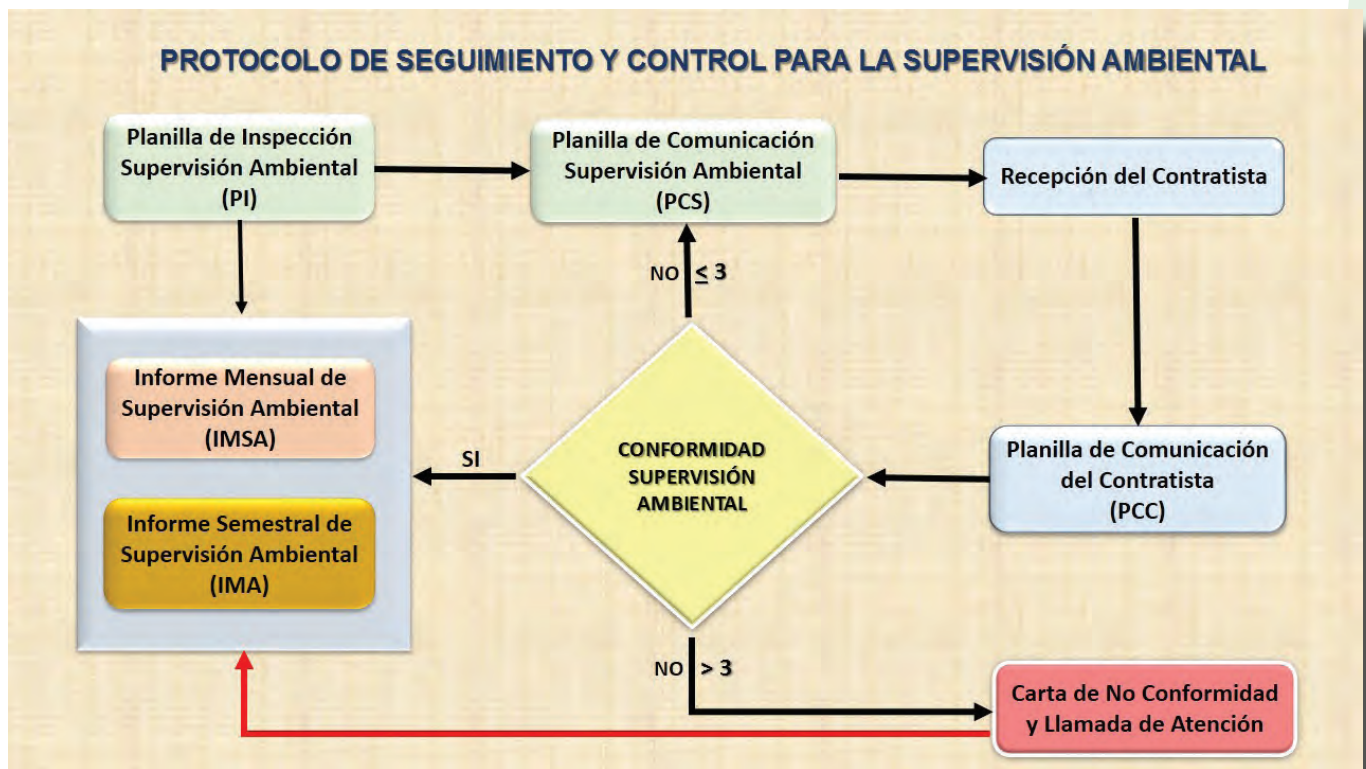 PROTOCOLO DE SEGUIMIENTO Y CONTROL PARA LA SUPERVISIÓN AMBIENTAL
Planilla de Inspección
Supervisión Ambiental
(PI)
Planilla de Comunicación
Supervisión Ambiental
(PCS)
Recepción del Contratista
NO ≤ 3
Informe Mensual de
Supervisión Ambiental
(IMSA)
Informe Semestral de
Supervisión Ambiental
(IMA)
SI
CONFORMIDAD
SUPERVISIÓN
AMBIENTAL
Planilla de Comunicación
del Contratista
(PCC)
NO > 3
Carta de No Conformidad
y Llamada de Atención